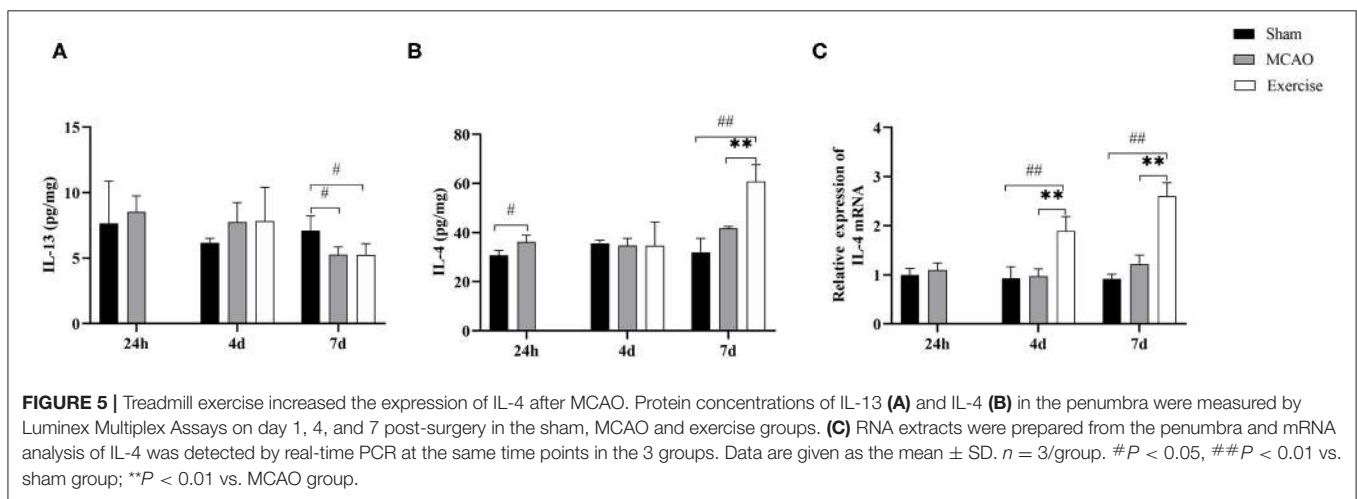 A
B
C
Sham
MCAO
Exercise
15
10
5
0
IL-13 (pg/mg)
#
#
24h
4d
7d
80
60
40
20
0
IL-4 (pg/mg)
#
##
**
24h
4d
7d
4
3
2
1
0
Relative expression of
IL-4 mRNA
##
**
##
**
24h
4d
7d
FIGURE 5 | Treadmill exercise increased the expression of IL-4 after MCAO. Protein concentrations of IL-13 (A) and IL-4 (B) in the penumbra were measured by
Luminex Multiplex Assays on day 1, 4, and 7 post-surgery in the sham, MCAO and exercise groups. (C) RNA extracts were prepared from the penumbra and mRNA
analysis of IL-4 was detected by real-time PCR at the same time points in the 3 groups. Data are given as the mean ± SD. n = 3/group. #P < 0.05, ##P < 0.01 vs.
sham group; **P < 0.01 vs. MCAO group.